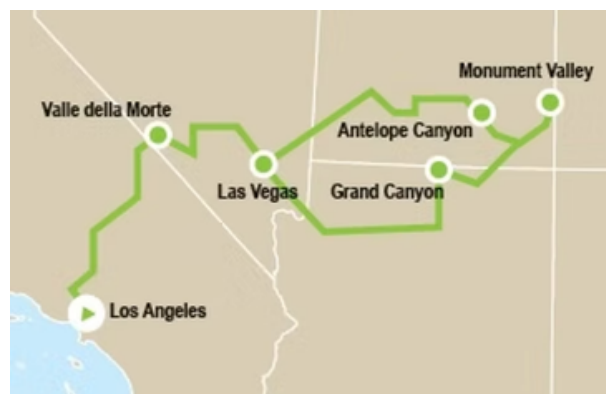 Monument Valley
Valle della Morte
Antelope Canyon
Las Vegas
Grand Canyon
Los Angeles